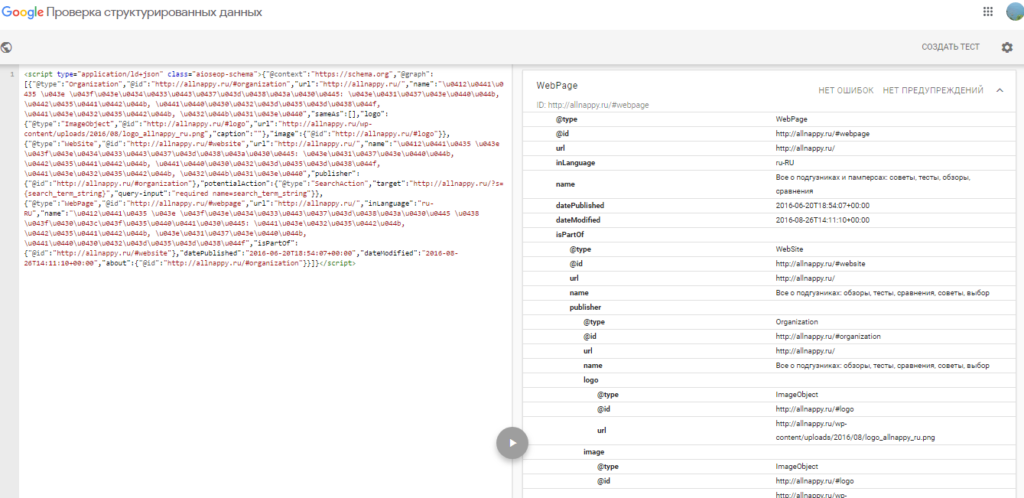 Google Проверка структурированных данных
СОЗДАТЬ ТЕСТ
1
<script type="application/ld+json" class="aioseop-schema">{"@context":"https://schema.org","@graph":
[{"@type":"Organization","@id":"http://allnappy.ru/#organization","url":"http://allnappy.ru/","name":"\u0412\u0441\u0
435 \u043e \u043f\u043e\u0434\u0433\u0443\u0437\u043d\u0438\u043a\u0430\u0445: \u043e\u0431\u0437\u043e\u0440\u044b,
\u0442\u0435\u0441\u0442\u044b, \u0441\u0440\u0430\u0432\u043d\u0435\u043d\u0438\u044f,
\u0441\u043e\u0432\u0435\u0442\u044b, \u0432\u044b\u0431\u043e\u0440","sameAs":[],"logo":
{"@type":"ImageObject","@id":"http://allnappy.ru/#logo","url":"http://allnappy.ru/wp-
content/uploads/2016/08/logo_allnappy_ru.png","caption":""},"image":{"@id":"http://allnappy.ru/#logo"}},
{"@type":"WebSite","@id":"http://allnappy.ru/#website","url":"http://allnappy.ru/","name":"\u0412\u0441\u0435 \u043e
\u043f\u043e\u0434\u0433\u0443\u0437\u043d\u0438\u043a\u0430\u0445: \u043e\u0431\u0437\u043e\u0440\u044b,
\u0442\u0435\u0441\u0442\u044b, \u0441\u0440\u0430\u0432\u043d\u0435\u043d\u0438\u044f,
\u0441\u043e\u0432\u0435\u0442\u044b, \u0432\u044b\u0431\u043e\u0440","publisher":
{"@id":"http://allnappy.ru/#organization"},"potentialAction":{"@type":"SearchAction","target":"http://allnappy.ru/?s=
{search_term_string}","query-input":"required name=search_term_string"}},
{"@type":"WebPage","@id":"http://allnappy.ru/#webpage","url":"http://allnappy.ru/","inLanguage":"ru-
RU","name":"\u0412\u0441\u0435 \u043e \u043f\u043e\u0434\u0433\u0443\u0437\u043d\u0438\u043a\u0430\u0445 \u0438
\u043f\u0430\u043c\u043f\u0435\u0440\u0441\u0430\u0445: \u0441\u043e\u0432\u0435\u0442\u044b,
\u0442\u0435\u0441\u0442\u044b, \u043e\u0431\u0437\u043e\u0440\u044b,
\u0441\u0440\u0430\u0432\u043d\u0435\u043d\u0438\u044f","isPartOf":
{"@id":"http://allnappy.ru/#website"},"datePublished":"2016-06-20T18:54:07+00:00","dateModified":"2016-08-
26T14:11:10+00:00","about":{"@id":"http://allnappy.ru/#organization"}}]}</script>
WebPage
НЕТ ОШИБОК НЕТ ПРЕДУПРЕЖДЕНИЙ
ID: http://allnappy.ru/#webpage
@type WebPage
@id http://allnappy.ru/#webpage
url http://allnappy.ru/
inLanguage ru-RU
name Все о подгузниках и памперсах: советы, тесты, обзоры,
сравнения
datePublished 2016-06-20T18:54:07+00:00
dateModified 2016-08-26T14:11:10+00:00
isPartOf
@type WebSite
@id http://allnappy.ru/#website
url http://allnappy.ru/
name Все о подгузниках: обзоры, тесты, сравнения, советы, выбор
publisher
@type Organization
@id http://allnappy.ru/#organization
url http://allnappy.ru/
name Все о подгузниках: обзоры, тесты, сравнения, советы, выбор
logo
@type ImageObject
@id http://allnappy.ru/#logo
url http://allnappy.ru/wp-
content/uploads/2016/08/logo_allnappy_ru.png
image
@type ImageObject
@id http://allnappy.ru/#logo
http://allnappy.ru/wp-